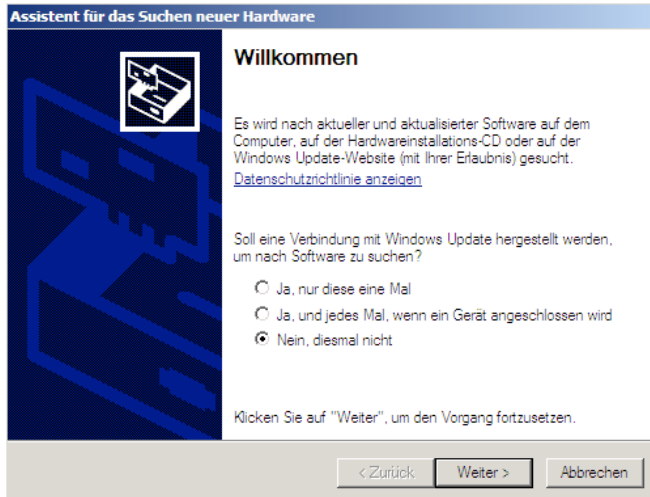 Assistent für das Suchen neuer Hardware
Willkommen
Es wird nach aktueller und aktualisierter Software auf dem
Computer, auf der Hardwareinstallations-CD oder auf der
Windows Update-Website (mit Ihrer Erlaubnis) gesucht.
Datenschutzrichtlinie anzeigen
Soll eine Verbindung mit Windows Update hergestellt werden,
um nach Software zu suchen?
Ja, nur diese eine Mal
Ja, und jedes Mal, wenn ein Gerät angeschlossen wird
Nein, diesmal nicht
Klicken Sie auf "Weiter", um den Vorgang fortzusetzen.
< Zurück Weiter > Abbrechen